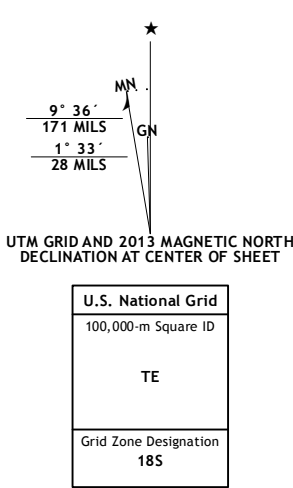 MN
9° 36´
171 MILS
GN
1° 33´
28 MILS
UTM GRID AND 2013 MAGNETIC NORTH
DECLINATION AT CENTER OF SHEET
U.S. National Grid
100,000-m Square ID
TE
Grid Zone Designation
18S